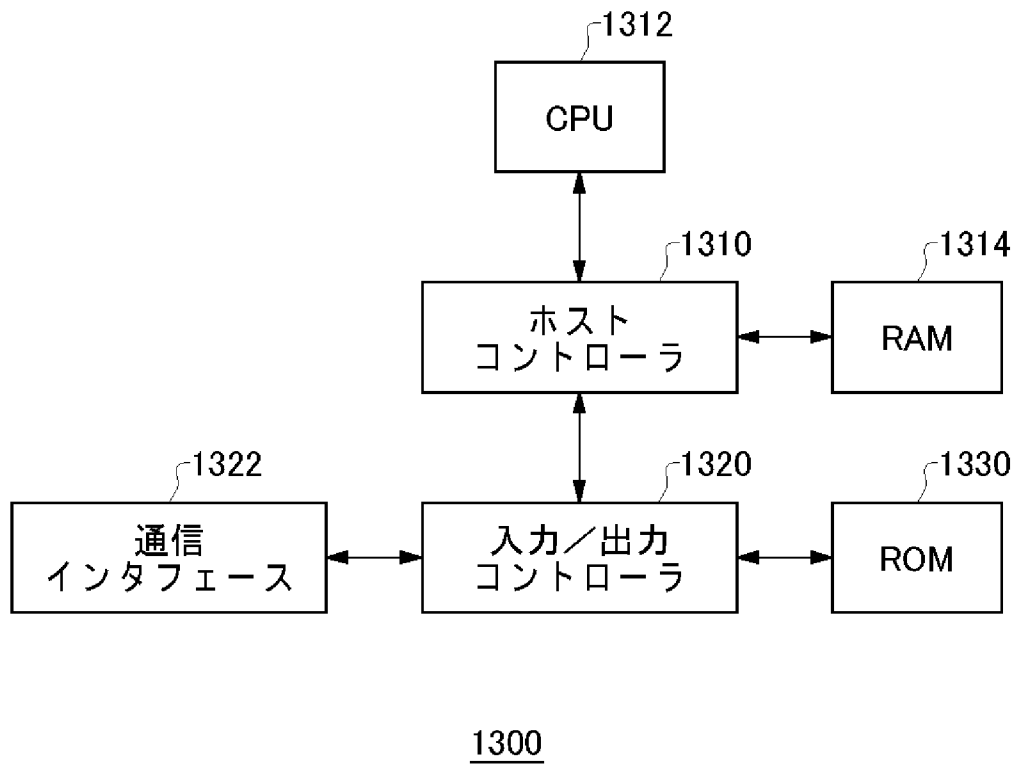 1312
CPU
1310
1314
ホスト
コントローラ
RAM
1322
1320
1330
通信
インタフェース
入力／出力
コントローラ
ROM
1300